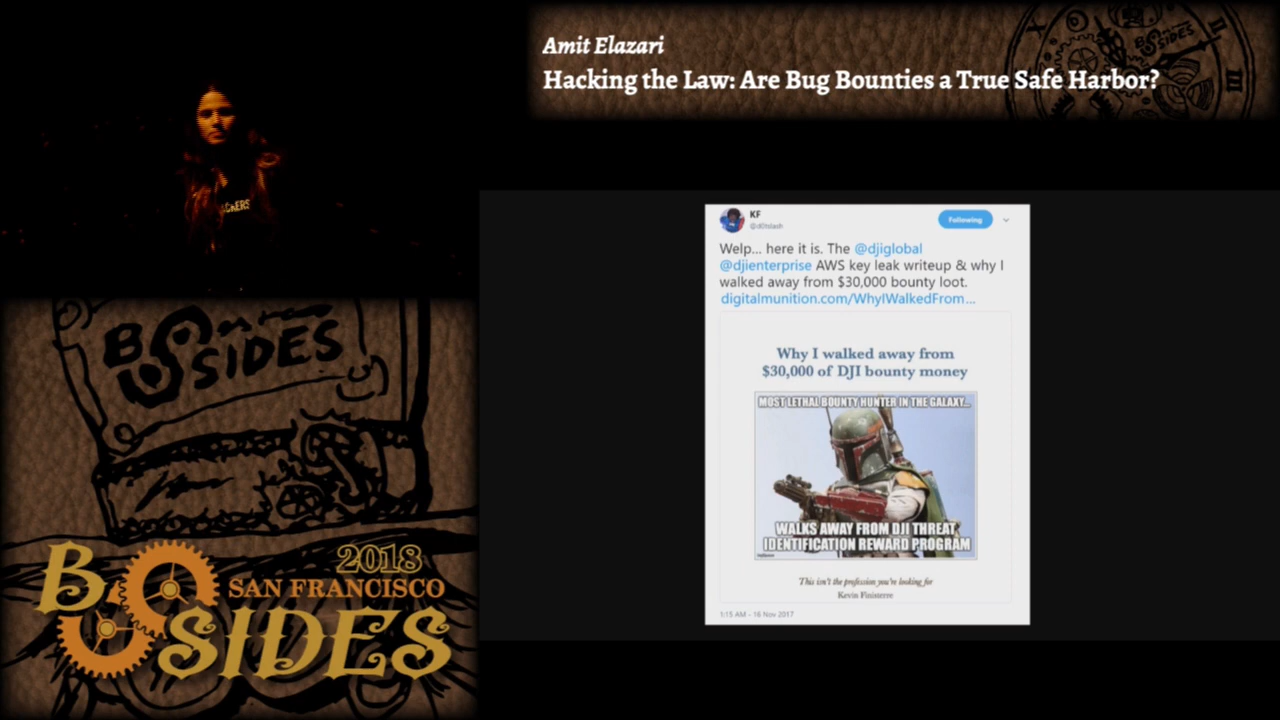 Amit Elazari
Hacking the Law: Are Bug Bounties a True Safe Harbor?
BSIDES
KF
@d0tslash
Following
Welp... here it is. The @djiglobal
@djienterprise AWS key leak writeup & why I
walked away from $30,000 bounty loot.
digitalmunition.com/WhyIWalkedFrom...
Why I walked away from
$30,000 of DJI bounty money
MOST LETHAL BOUNTY HUNTER IN THE GALAXY...
WALKS AWAY FROM DJI THREAT
IDENTIFICATION REWARD PROGRAM
This isn't the profession you're looking for
Kevin Finisterre
1:15 AM - 16 Nov 2017
BSIDES
2018
SAN FRANCISCO
BSIDES